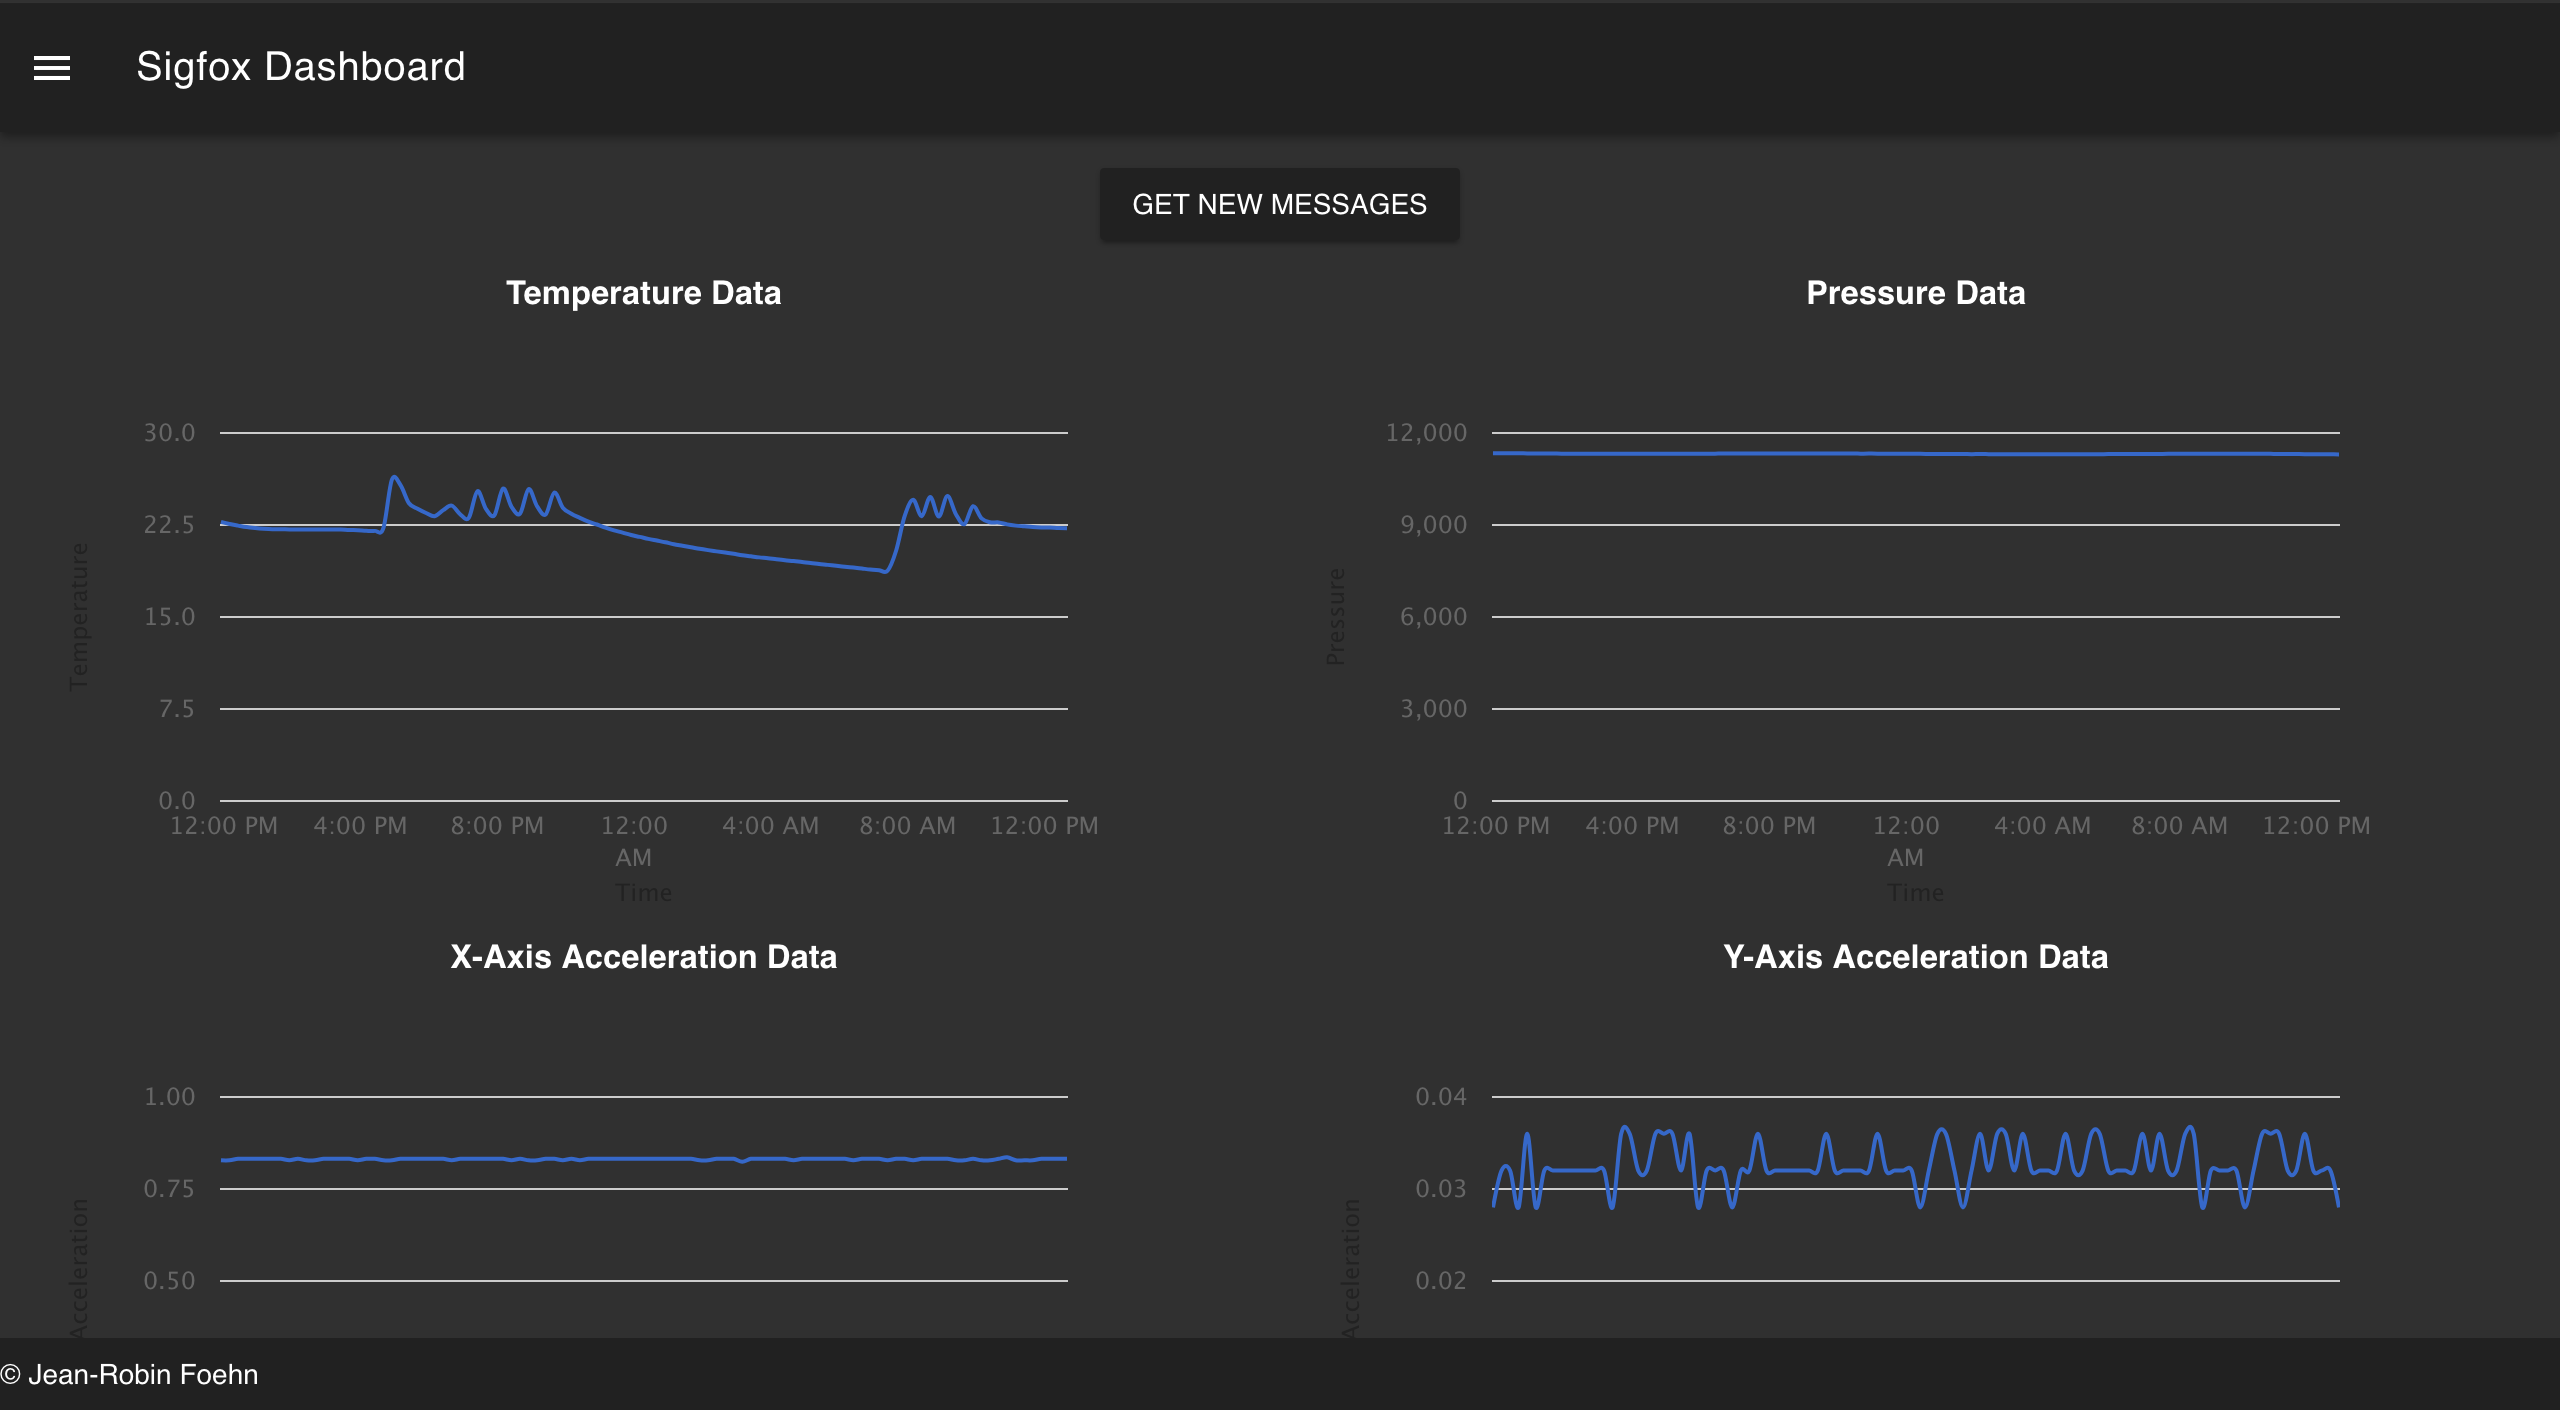 Sigfox Dashboard
GET NEW MESSAGES
Temperature Data
30.0
22.5
15.0
7.5
0.0
Temperature
12:00 PM 4:00 PM 8:00 PM 12:00 AM 4:00 AM 8:00 AM 12:00 PM
Time
Pressure Data
12,000
9,000
6,000
3,000
0
Pressure
12:00 PM 4:00 PM 8:00 PM 12:00 AM 4:00 AM 8:00 AM 12:00 PM
Time
X-Axis Acceleration Data
1.00
0.75
0.50
Acceleration
Y-Axis Acceleration Data
0.04
0.03
0.02
Acceleration
© Jean-Robin Foehn